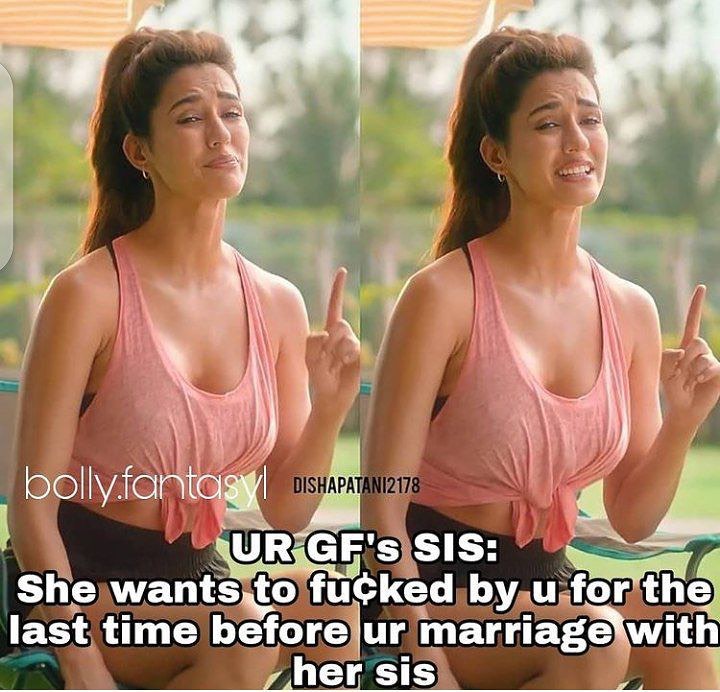 bolly.fantasyl
DISHAPATANI2178
UR GF's SIS:
She wants to fu¢ked by u for the
last time before ur marriage with
her sis